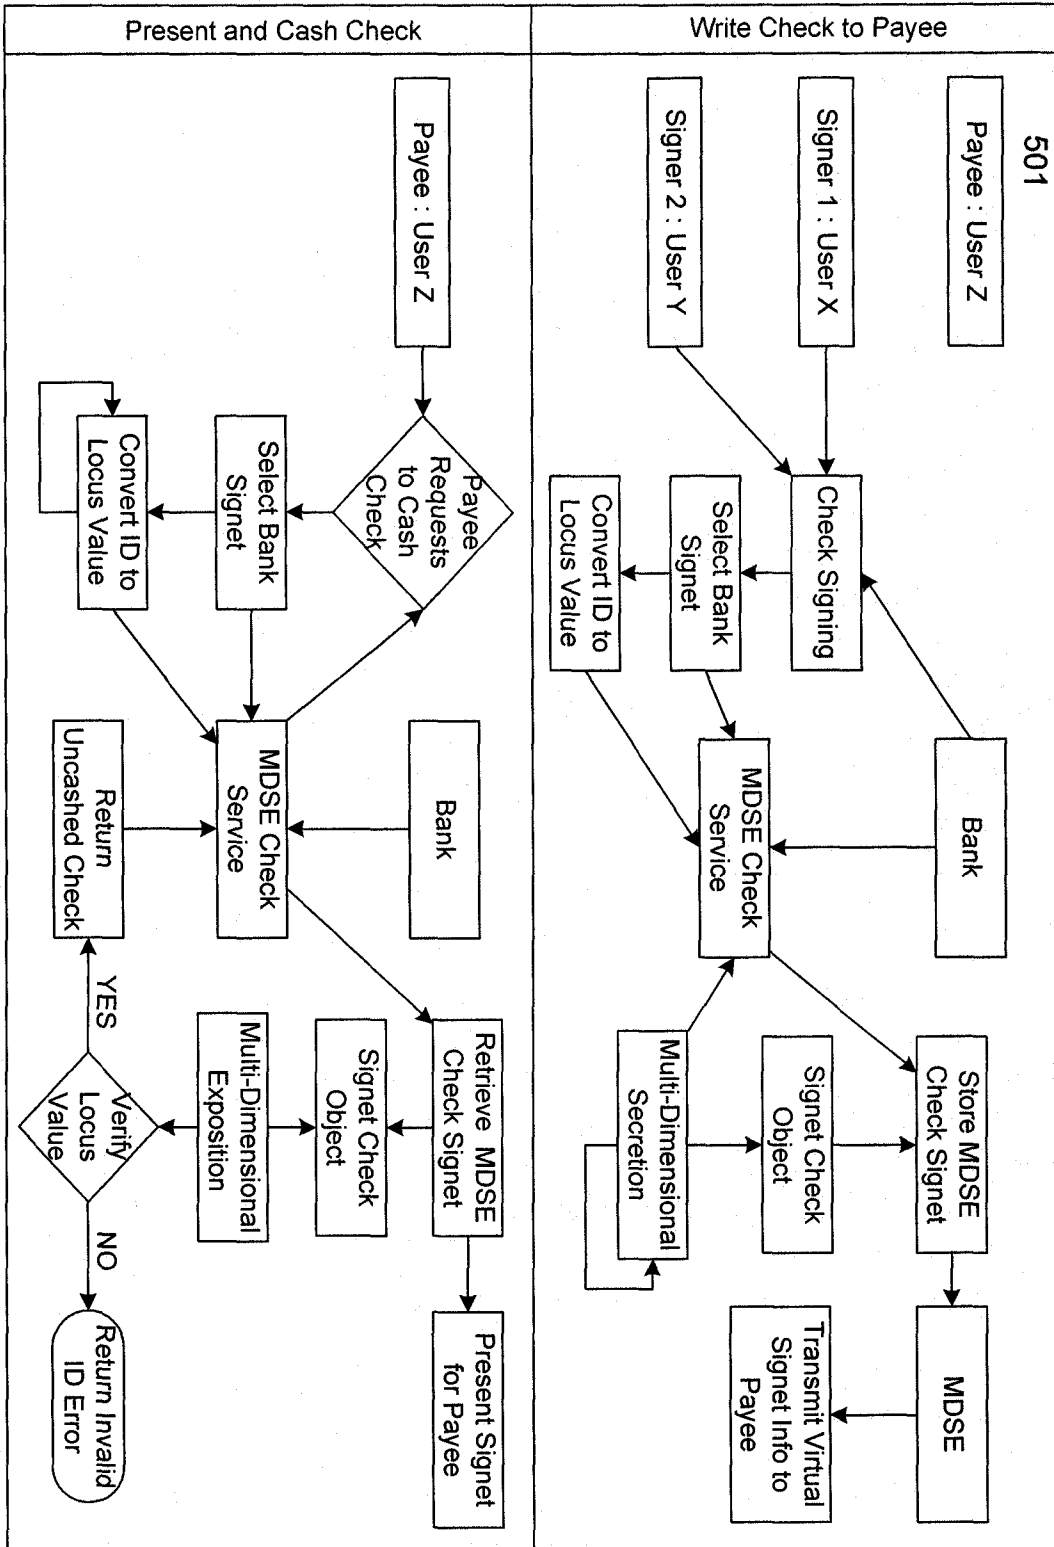 501
Write Check to Payee
Payee : User Z
Signer 1 : User X
Signer 2 : User Y
Check Signing
Select Bank
Signet
Convert ID to
Locus Value
Bank
MDSE Check
Service
Store MDSE
Check Signet
Signet Check
Object
Multi-Dimensional
Secretion
MDSE
Transmit Virtual
Signet Info to
Payee
Present and Cash Check
Payee : User Z
Payee
Requests
to Cash
Check
Select Bank
Signet
Convert ID to
Locus Value
Bank
MDSE Check
Service
Return
Uncashed Check
Retrieve MDSE
Check Signet
Signet Check
Object
Multi-Dimensional
Exposition
YES
Verify
Locus
Value
NO
Present Signet
for Payee
Return Invalid
ID Error